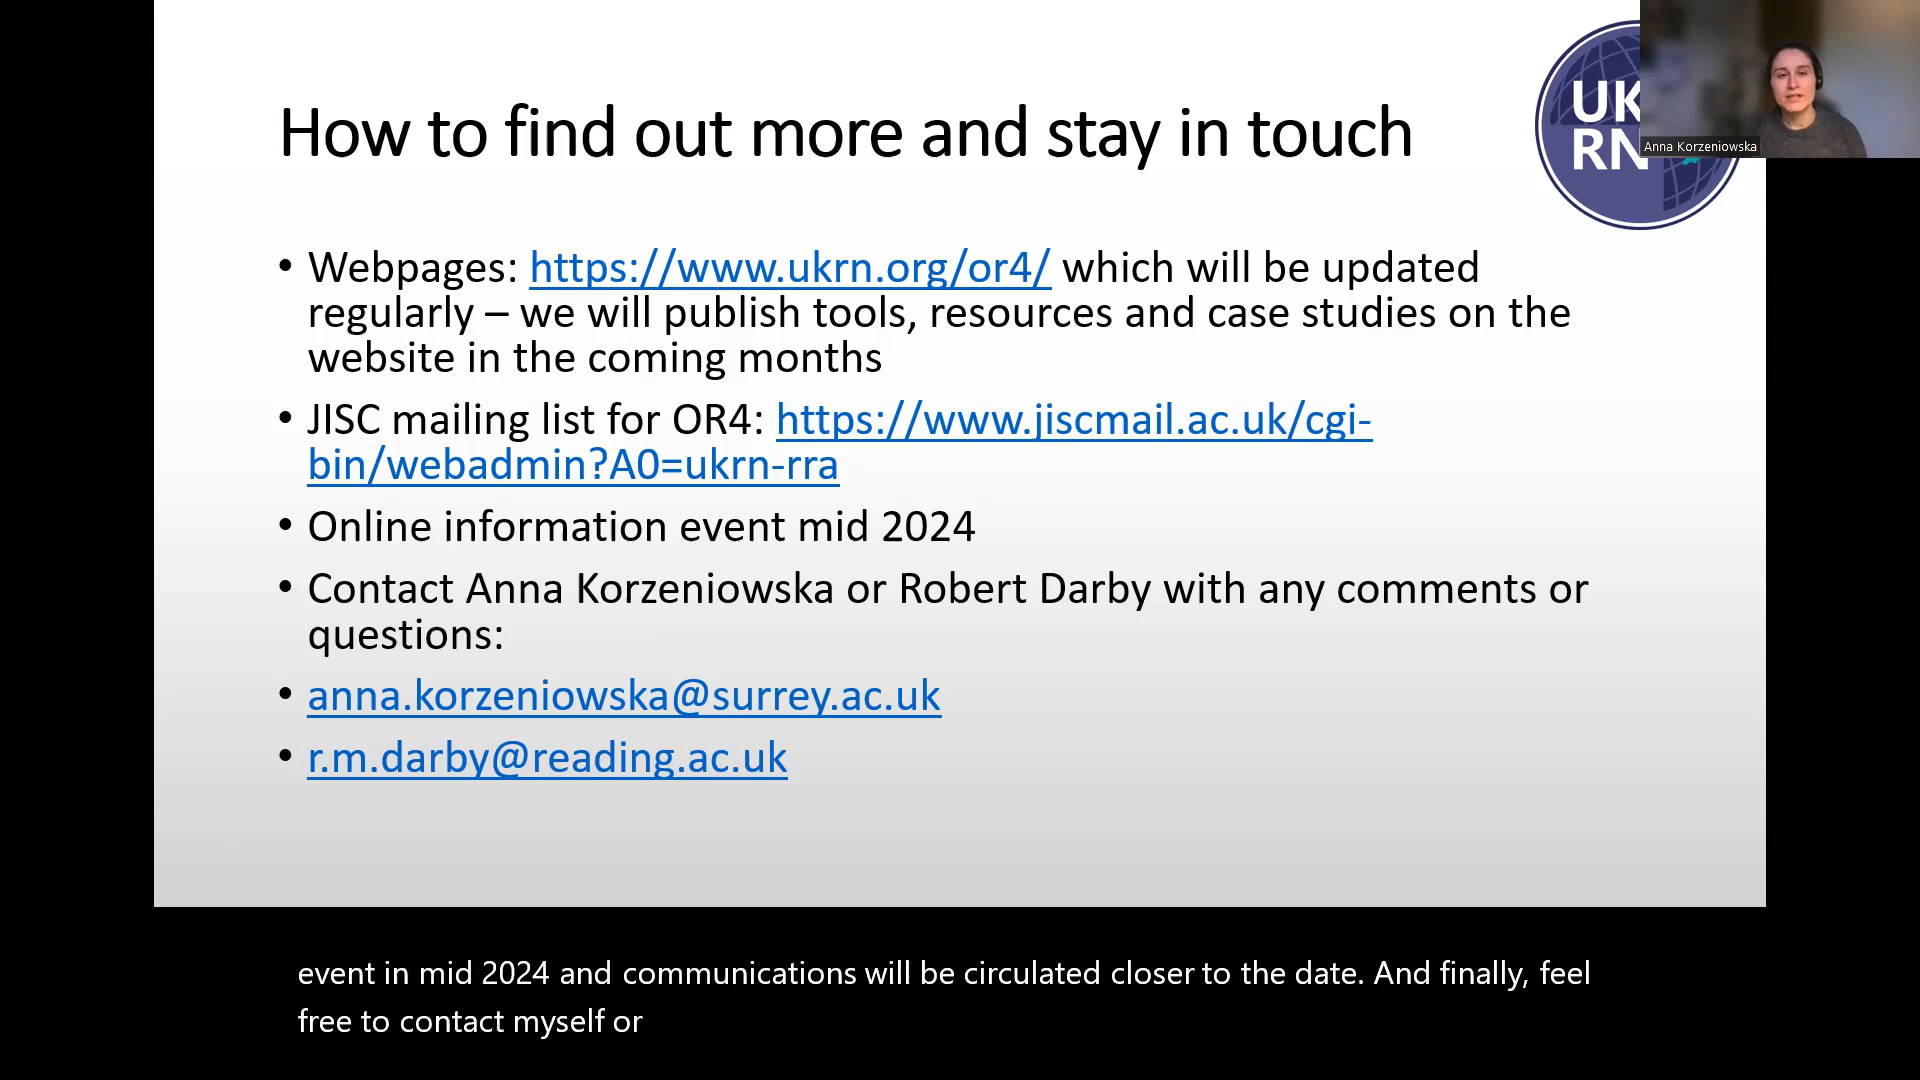 How to find out more and stay in touch
UK
RN
Anna Korzeniowska
• Webpages: https://www.ukrn.org/or4/ which will be updated
regularly – we will publish tools, resources and case studies on the
website in the coming months
• JISC mailing list for OR4: https://www.jiscmail.ac.uk/cgi-
bin/webadmin?A0=ukrn-rra
• Online information event mid 2024
• Contact Anna Korzeniowska or Robert Darby with any comments or
questions:
• anna.korzeniowska@surrey.ac.uk
• r.m.darby@reading.ac.uk
event in mid 2024 and communications will be circulated closer to the date. And finally, feel
free to contact myself or